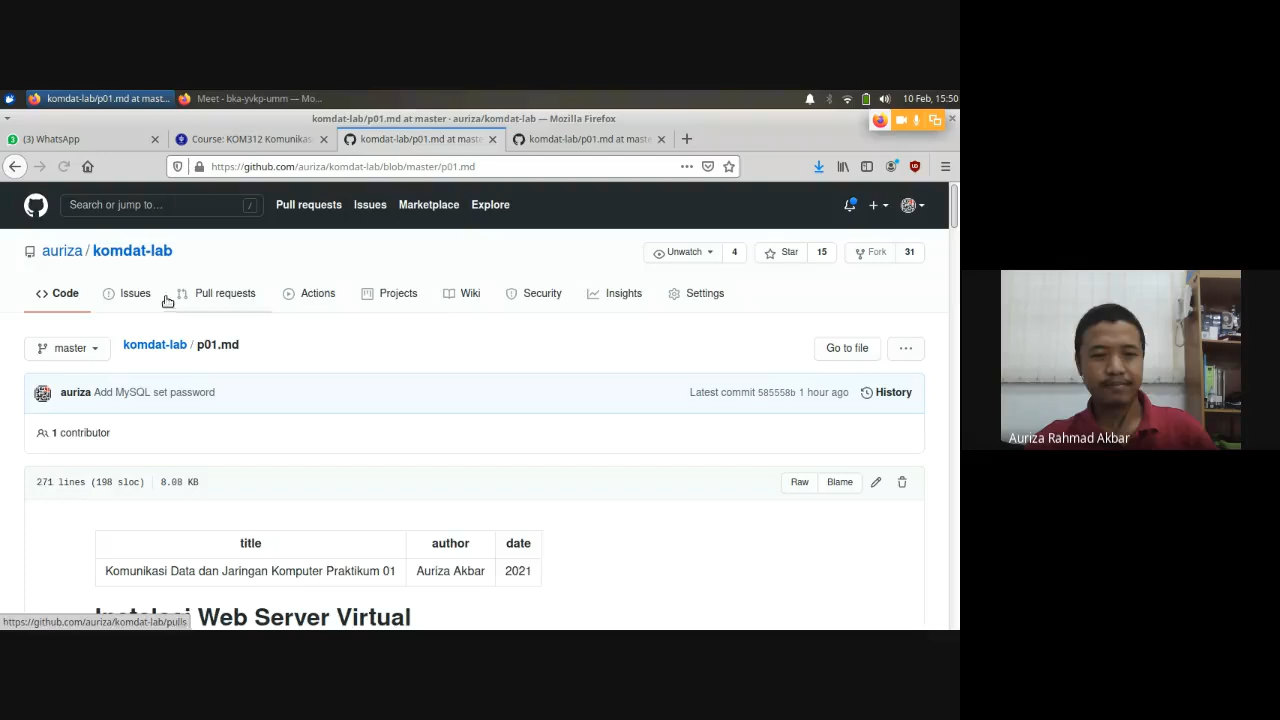 komdat-lab/p01.md at mast...
Meet - bka-yvkp-umm — Mo...
10 Feb, 15:50
komdat-lab/p01.md at master · auriza/komdat-lab — Mozilla Firefox
(3) WhatsApp
Course: KOM312 Komunikas
komdat-lab/p01.md at maste
komdat-lab/p01.md at maste
https://github.com/auriza/komdat-lab/blob/master/p01.md
Search or jump to…
/
Pull requests
Issues
Marketplace
Explore
auriza / komdat-lab
Unwatch
4
Star
15
Fork
31
Code
Issues
Pull requests
Actions
Projects
Wiki
Security
Insights
Settings
master
komdat-lab / p01.md
Go to file
auriza Add MySQL set password
Latest commit 585558b 1 hour ago
History
1 contributor
271 lines (198 sloc)
8.08 KB
Raw
Blame
title
author
date
Komunikasi Data dan Jaringan Komputer Praktikum 01
Auriza Akbar
2021
Instalasi Web Server Virtual
https://github.com/auriza/komdat-lab/pulls
Auriza Rahmad Akbar